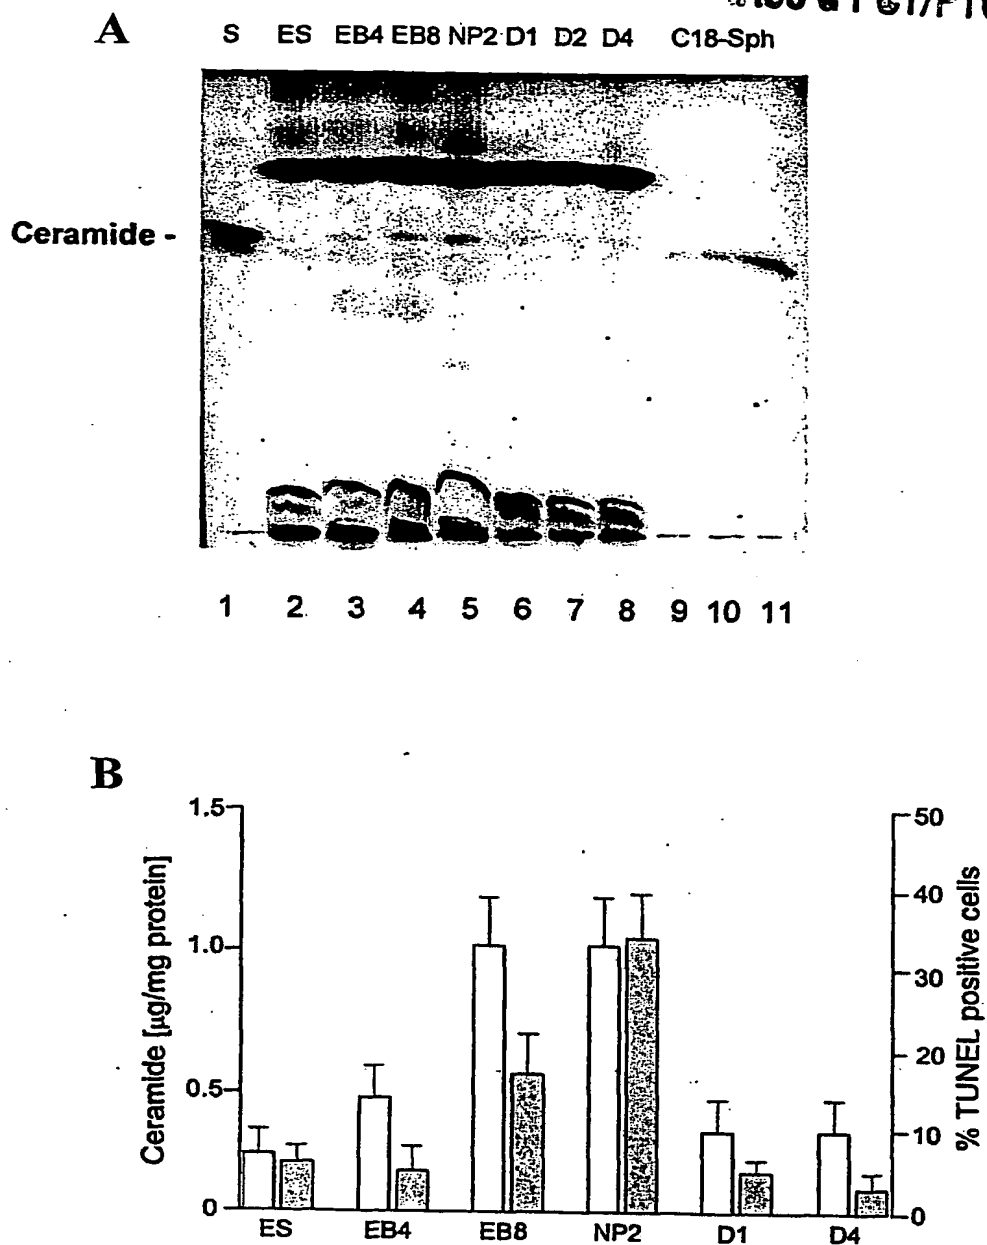 A S ES EB4 EB8 NP2 D1 D2 D4 C18-Sph
Ceramide -
1 2 3 4 5 6 7 8 9 10 11
B
Ceramide [µg/mg protein]
1.5
1.0
0.5
0
% TUNEL positive cells
50
40
30
20
10
0
ES EB4 EB8 NP2 D1 D4